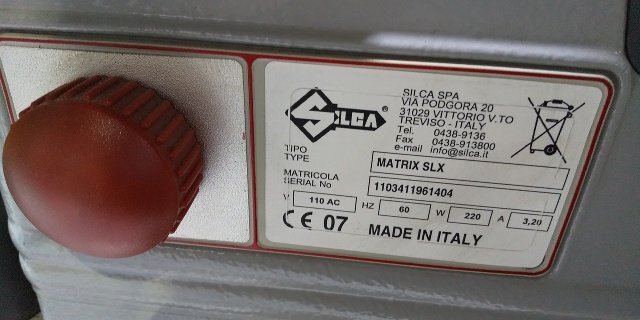 SILCA®
SILCA SPA
VIA PODGORA 20
31029 VITTORIO V.TO
TREVISO - ITALY
Tel. 0438-9136
Fax 0438-913800
e-mail info@silca.it
TIPO
TYPE MATRIX SLX
MATRICOLA
SERIAL No 1103411961404
V 110 AC HZ 60 W 220 A 3,20
CE 07 MADE IN ITALY